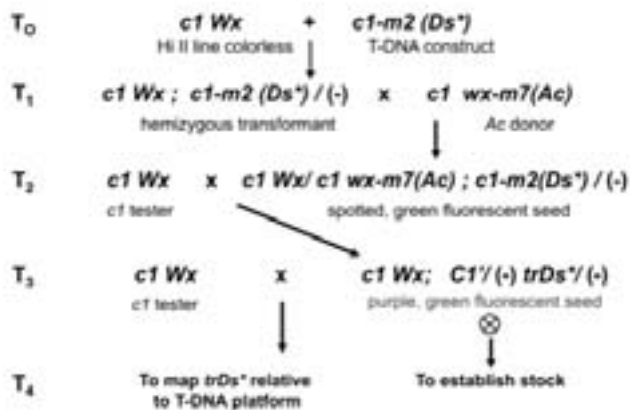 T0 c1 Wx + c1-m2 (Ds*)
Hi II line colorless T-DNA construct
T1 c1 Wx ; c1-m2 (Ds*) / (-) x c1 wx-m7(Ac)
hemizygous transformant Ac donor
T2 c1 Wx x c1 Wx/ c1 wx-m7(Ac) ; c1-m2(Ds*) / (-)
c1 tester spotted, green fluorescent seed
T3 c1 Wx x c1 Wx; C1'/ (-) trDs*/ (-)
c1 tester purple, green fluorescent seed
T4 To map trDs* relative To establish stock
to T-DNA platform